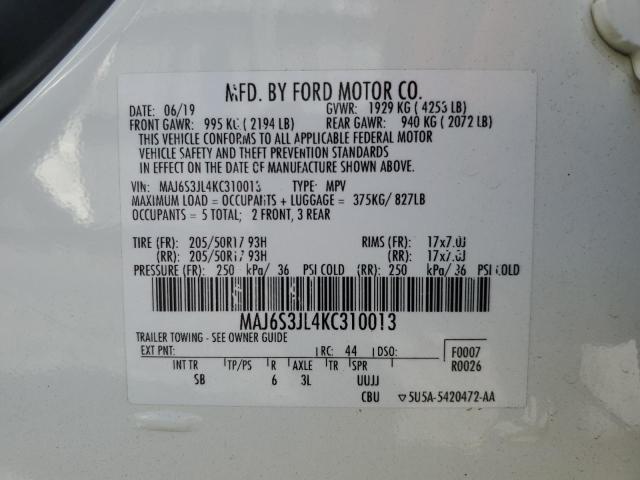 MFD. BY FORD MOTOR CO.
DATE: 06/19 GVWR: 1929 KG ( 4253 LB)
FRONT GAWR: 995 KG ( 2194 LB) REAR GAWR: 940 KG ( 2072 LB)
THIS VEHICLE CONFORMS TO ALL APPLICABLE FEDERAL MOTOR
VEHICLE SAFETY AND THEFT PREVENTION STANDARDS
IN EFFECT ON THE DATE OF MANUFACTURE SHOWN ABOVE.
VIN: MAJ6S3JL4KC310013 TYPE: MPV
MAXIMUM LOAD = OCCUPANTS + LUGGAGE = 375KG/ 827LB
OCCUPANTS = 5 TOTAL; 2 FRONT, 3 REAR
TIRE (FR): 205/50R17 93H RIMS (FR): 17x7.0J
(RR): 205/50R17 93H (RR): 17x7.0J
PRESSURE (FR): 250 kPa/ 36 PSI COLD (RR): 250 kPa/ 36 PSI COLD
MAJ6S3JL4KC310013
TRAILER TOWING - SEE OWNER GUIDE
EXT PNT: RC: 44 DSO: F0007
INT TR TP/PS R AXLE TR SPR R0026
SB 6 3L UUJJ
CBU ▽5U5A-5420472-AA